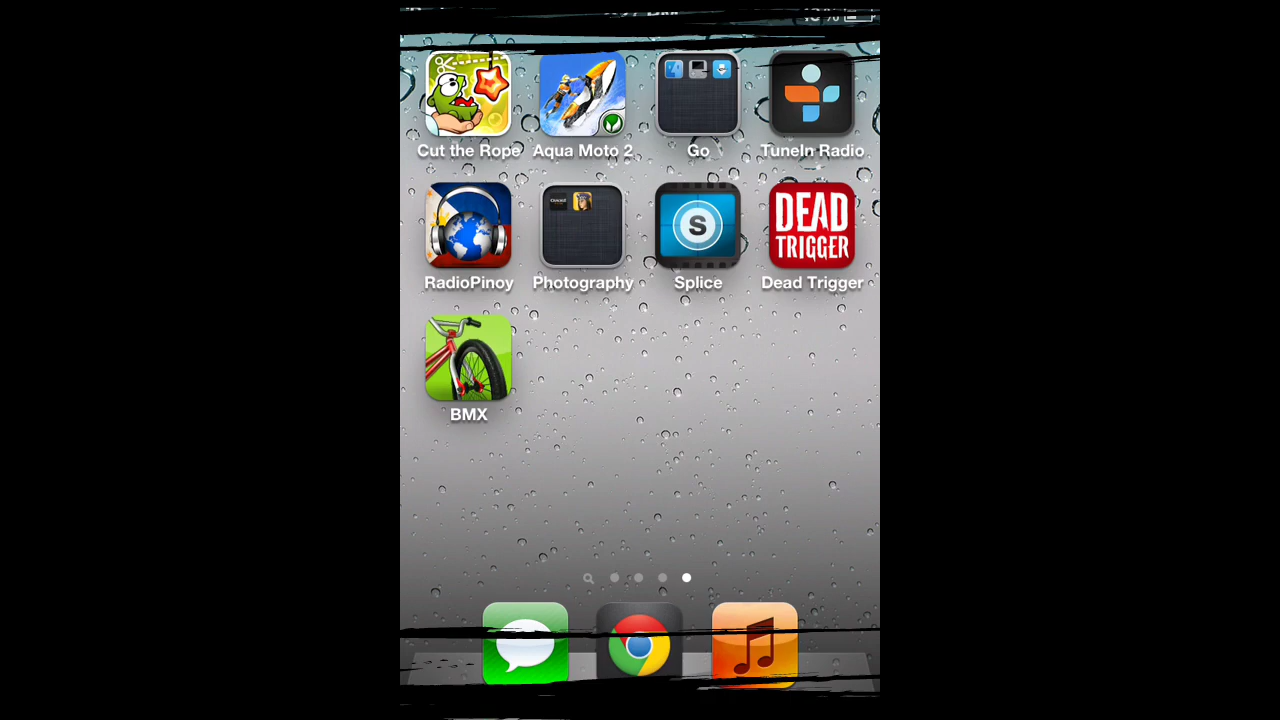 Cut the Rope Aqua Moto 2 Go TuneIn Radio
S DEAD TRIGGER
RadioPinoy Photography Splice Dead Trigger
BMX